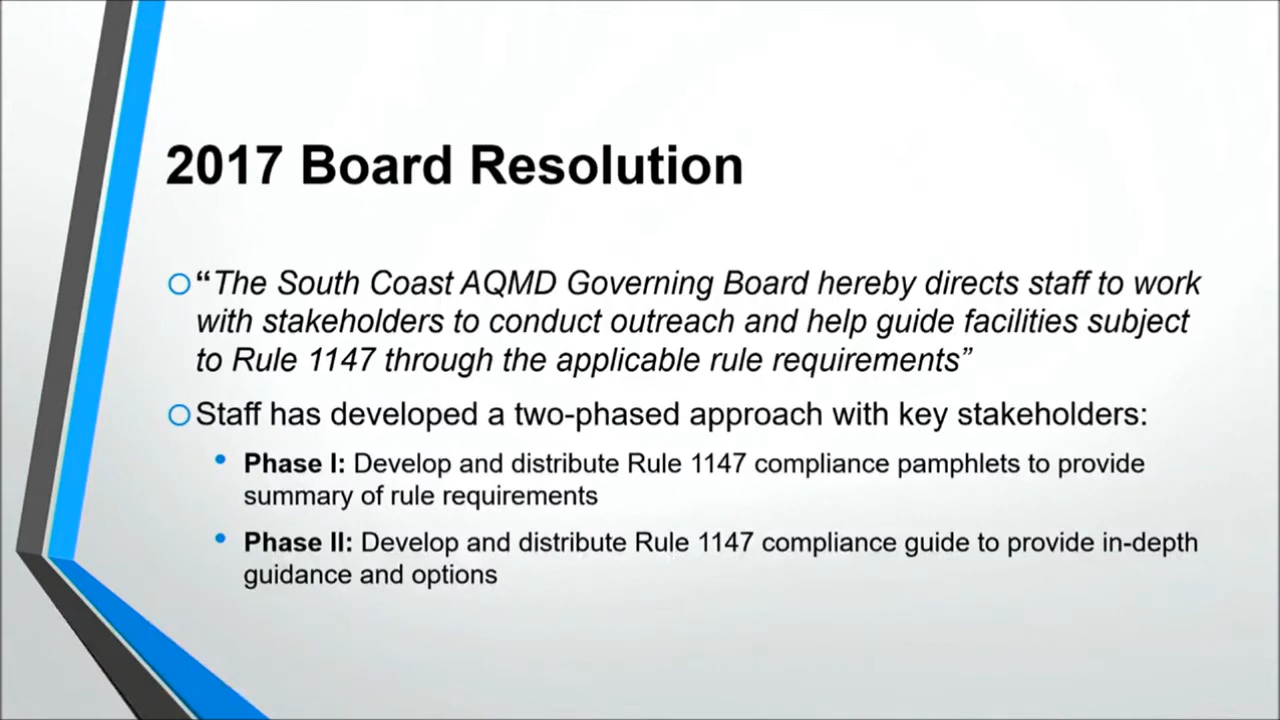 2017 Board Resolution
“The South Coast AQMD Governing Board hereby directs staff to work
with stakeholders to conduct outreach and help guide facilities subject
to Rule 1147 through the applicable rule requirements”
Staff has developed a two-phased approach with key stakeholders:
Phase I: Develop and distribute Rule 1147 compliance pamphlets to provide
summary of rule requirements
Phase II: Develop and distribute Rule 1147 compliance guide to provide in-depth
guidance and options